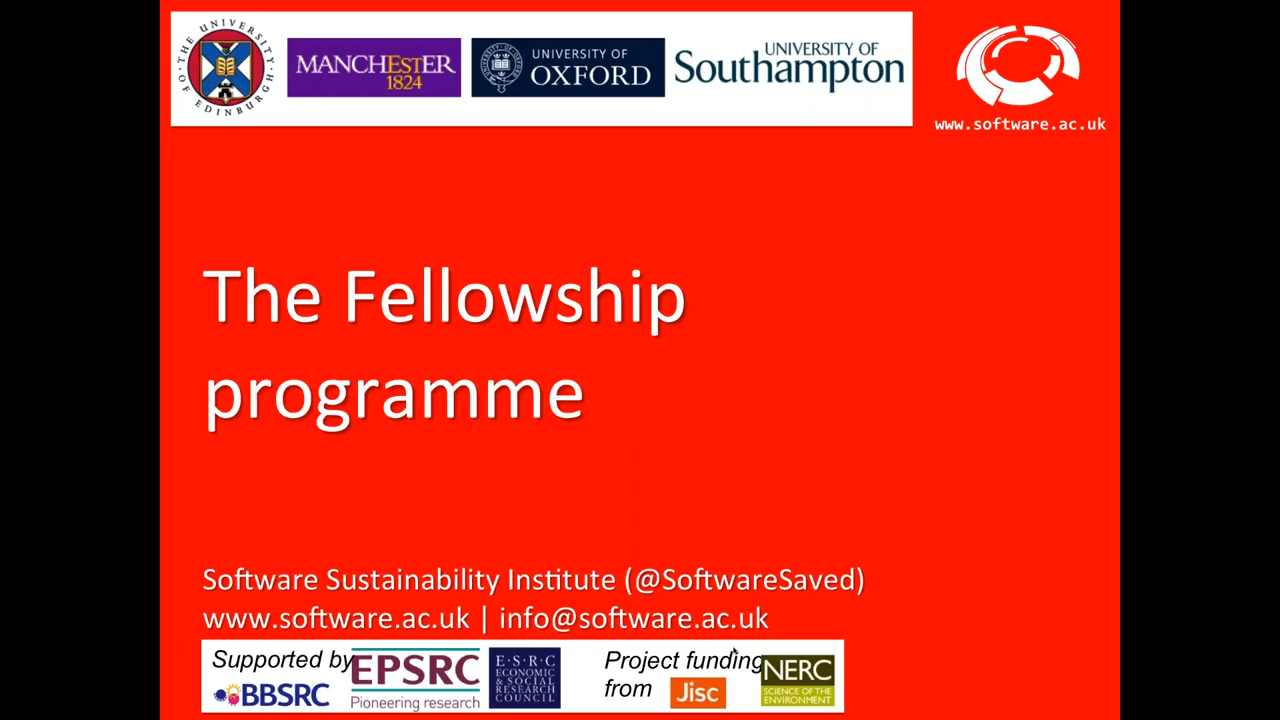 THE UNIVERSITY OF EDINBURGH
MANCHESTER
1824
UNIVERSITY OF
OXFORD
UNIVERSITY OF
Southampton
www.software.ac.uk
The Fellowship
programme
Software Sustainability Institute (@SoftwareSaved)
www.software.ac.uk | info@software.ac.uk
Supported by
BBSRC
EPSRC
Pioneering research
E·S·R·C
ECONOMIC
& SOCIAL
RESEARCH
COUNCIL
Project funding
from
Jisc
NERC
SCIENCE OF THE
ENVIRONMENT